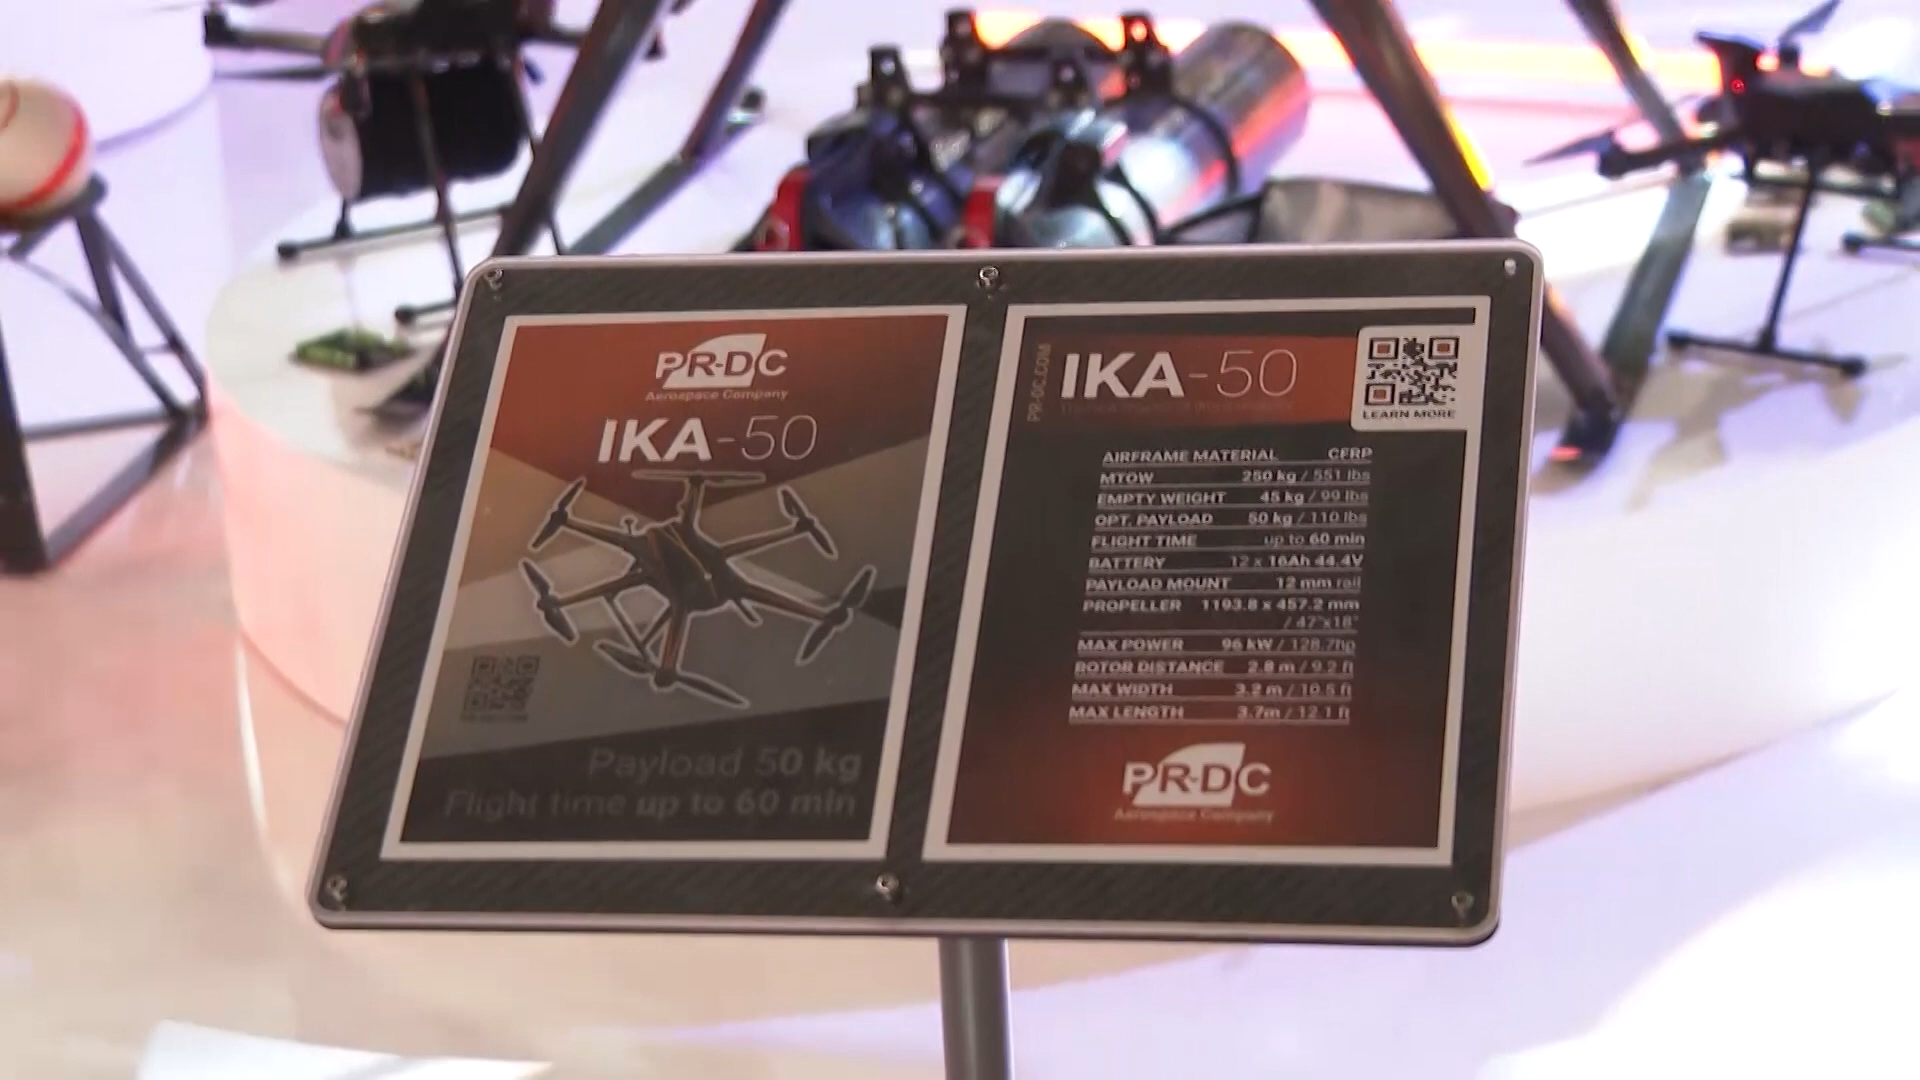 PR-DC
Aerospace Company
IKA-50
Payload 50 kg
Flight time up to 60 min
PR-DC.COM
IKA-50
LEARN MORE
AIRFRAME MATERIAL CFRP
MTOW 250 kg / 551 lbs
EMPTY WEIGHT 45 kg / 99 lbs
OPT. PAYLOAD 50 kg / 110 lbs
FLIGHT TIME up to 60 min
BATTERY 12 x 16Ah 44.4V
PAYLOAD MOUNT 12 mm rail
PROPELLER 1193.8 x 457.2 mm
/ 47"x18"
MAX POWER 96 kW / 128.7hp
ROTOR DISTANCE 2.8 m / 9.2 ft
MAX WIDTH 3.2 m / 10.5 ft
MAX LENGTH 3.7m / 12.1 ft
PR-DC
Aerospace Company